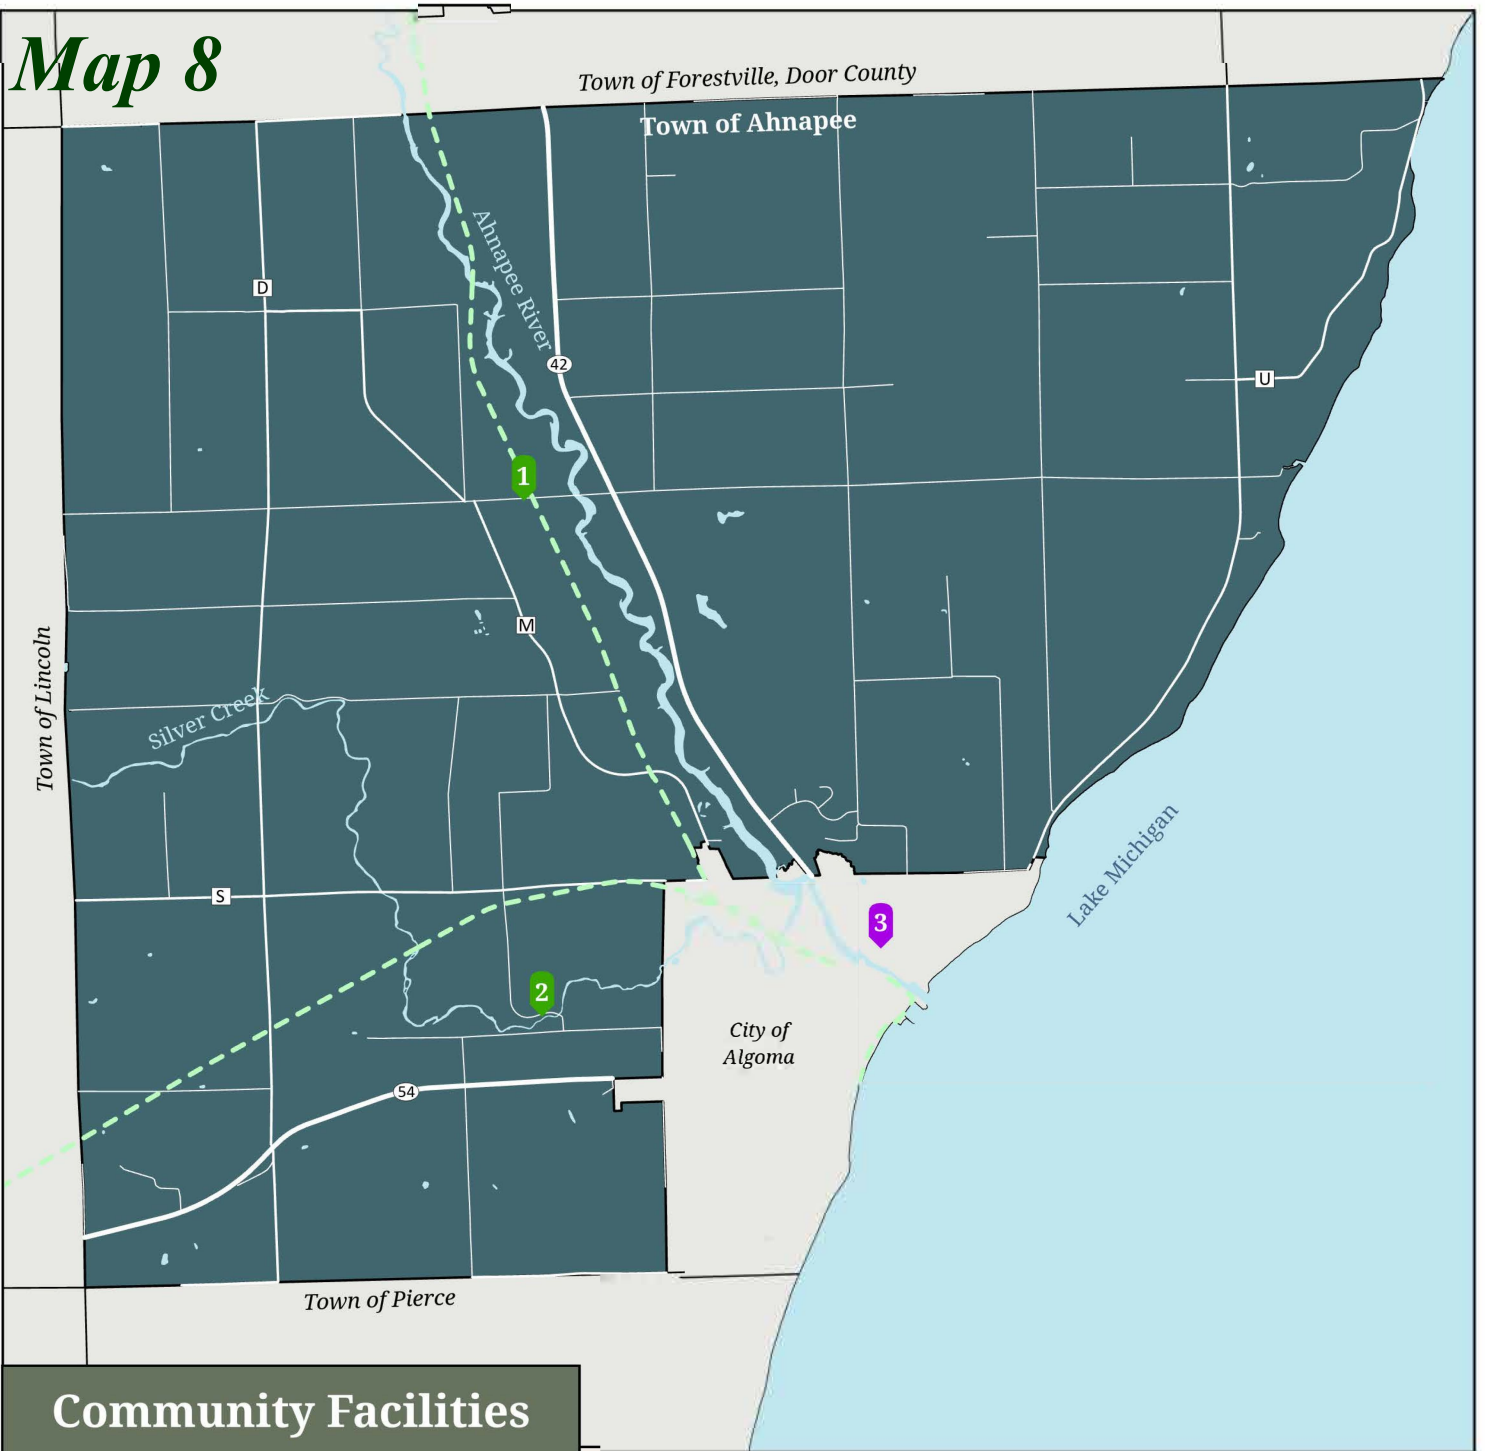 Map 8
Town of Forestville, Door County
Town of Ahnapee
Ahnapee River
D
42
U
1
Town of Lincoln
M
Silver Creek
Lake Michigan
S
3
2
City of
Algoma
54
Town of Pierce
Community Facilities